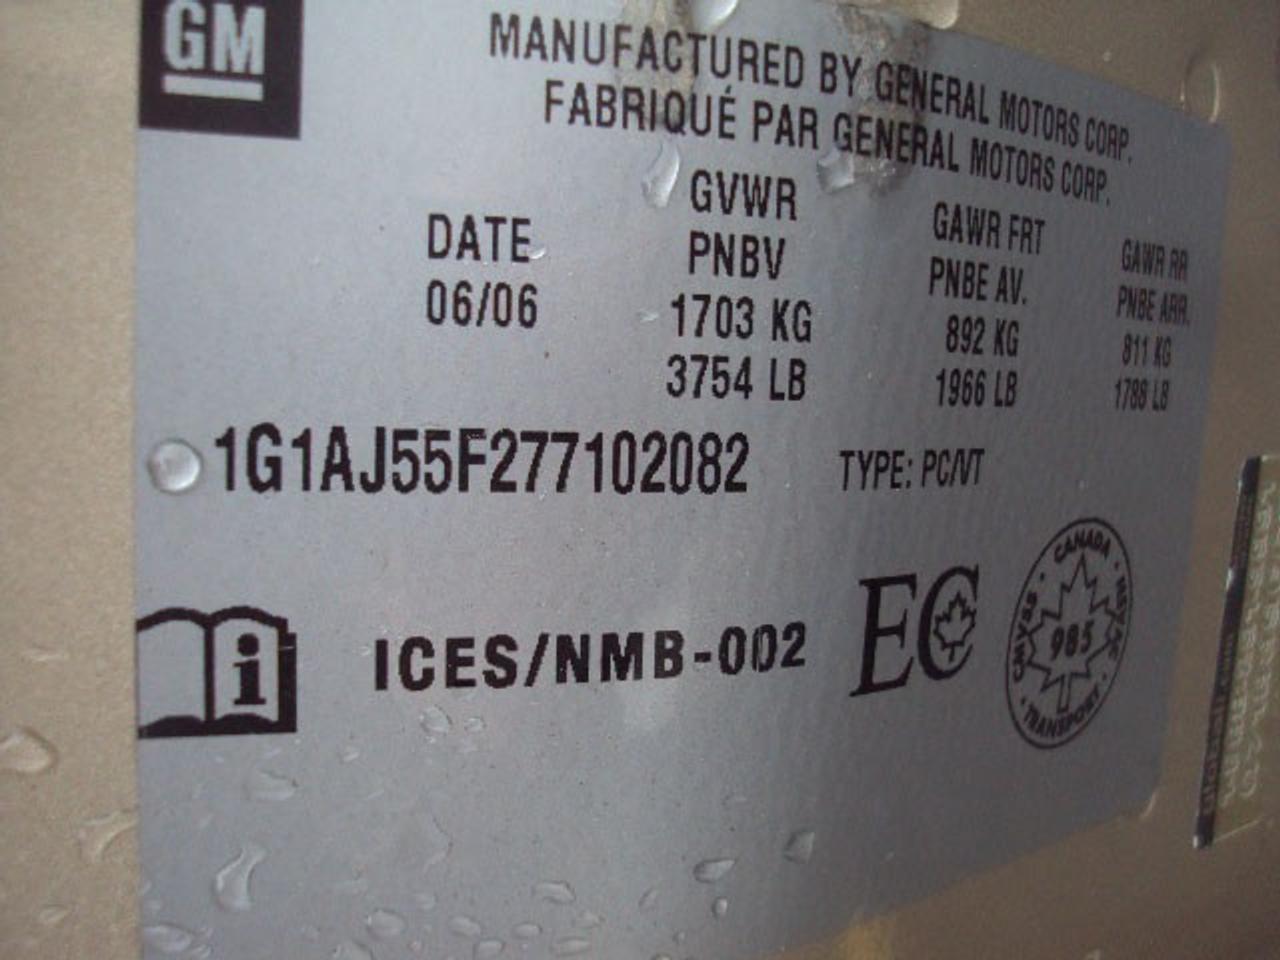 GM
MANUFACTURED BY GENERAL MOTORS CORP.
FABRIQUÉ PAR GENERAL MOTORS CORP.
DATE
06/06
GVWR
PNBV
1703 KG
3754 LB
GAWR FRT
PNBE AV.
892 KG
1966 LB
GAWR RR
PNBE ARR.
811 KG
1788 LB
1G1AJ55F277102082 TYPE: PC/VT
i ICES/NMB-002 EC
CANADA
CMVSS · NSVAC
985
TRANSPORT